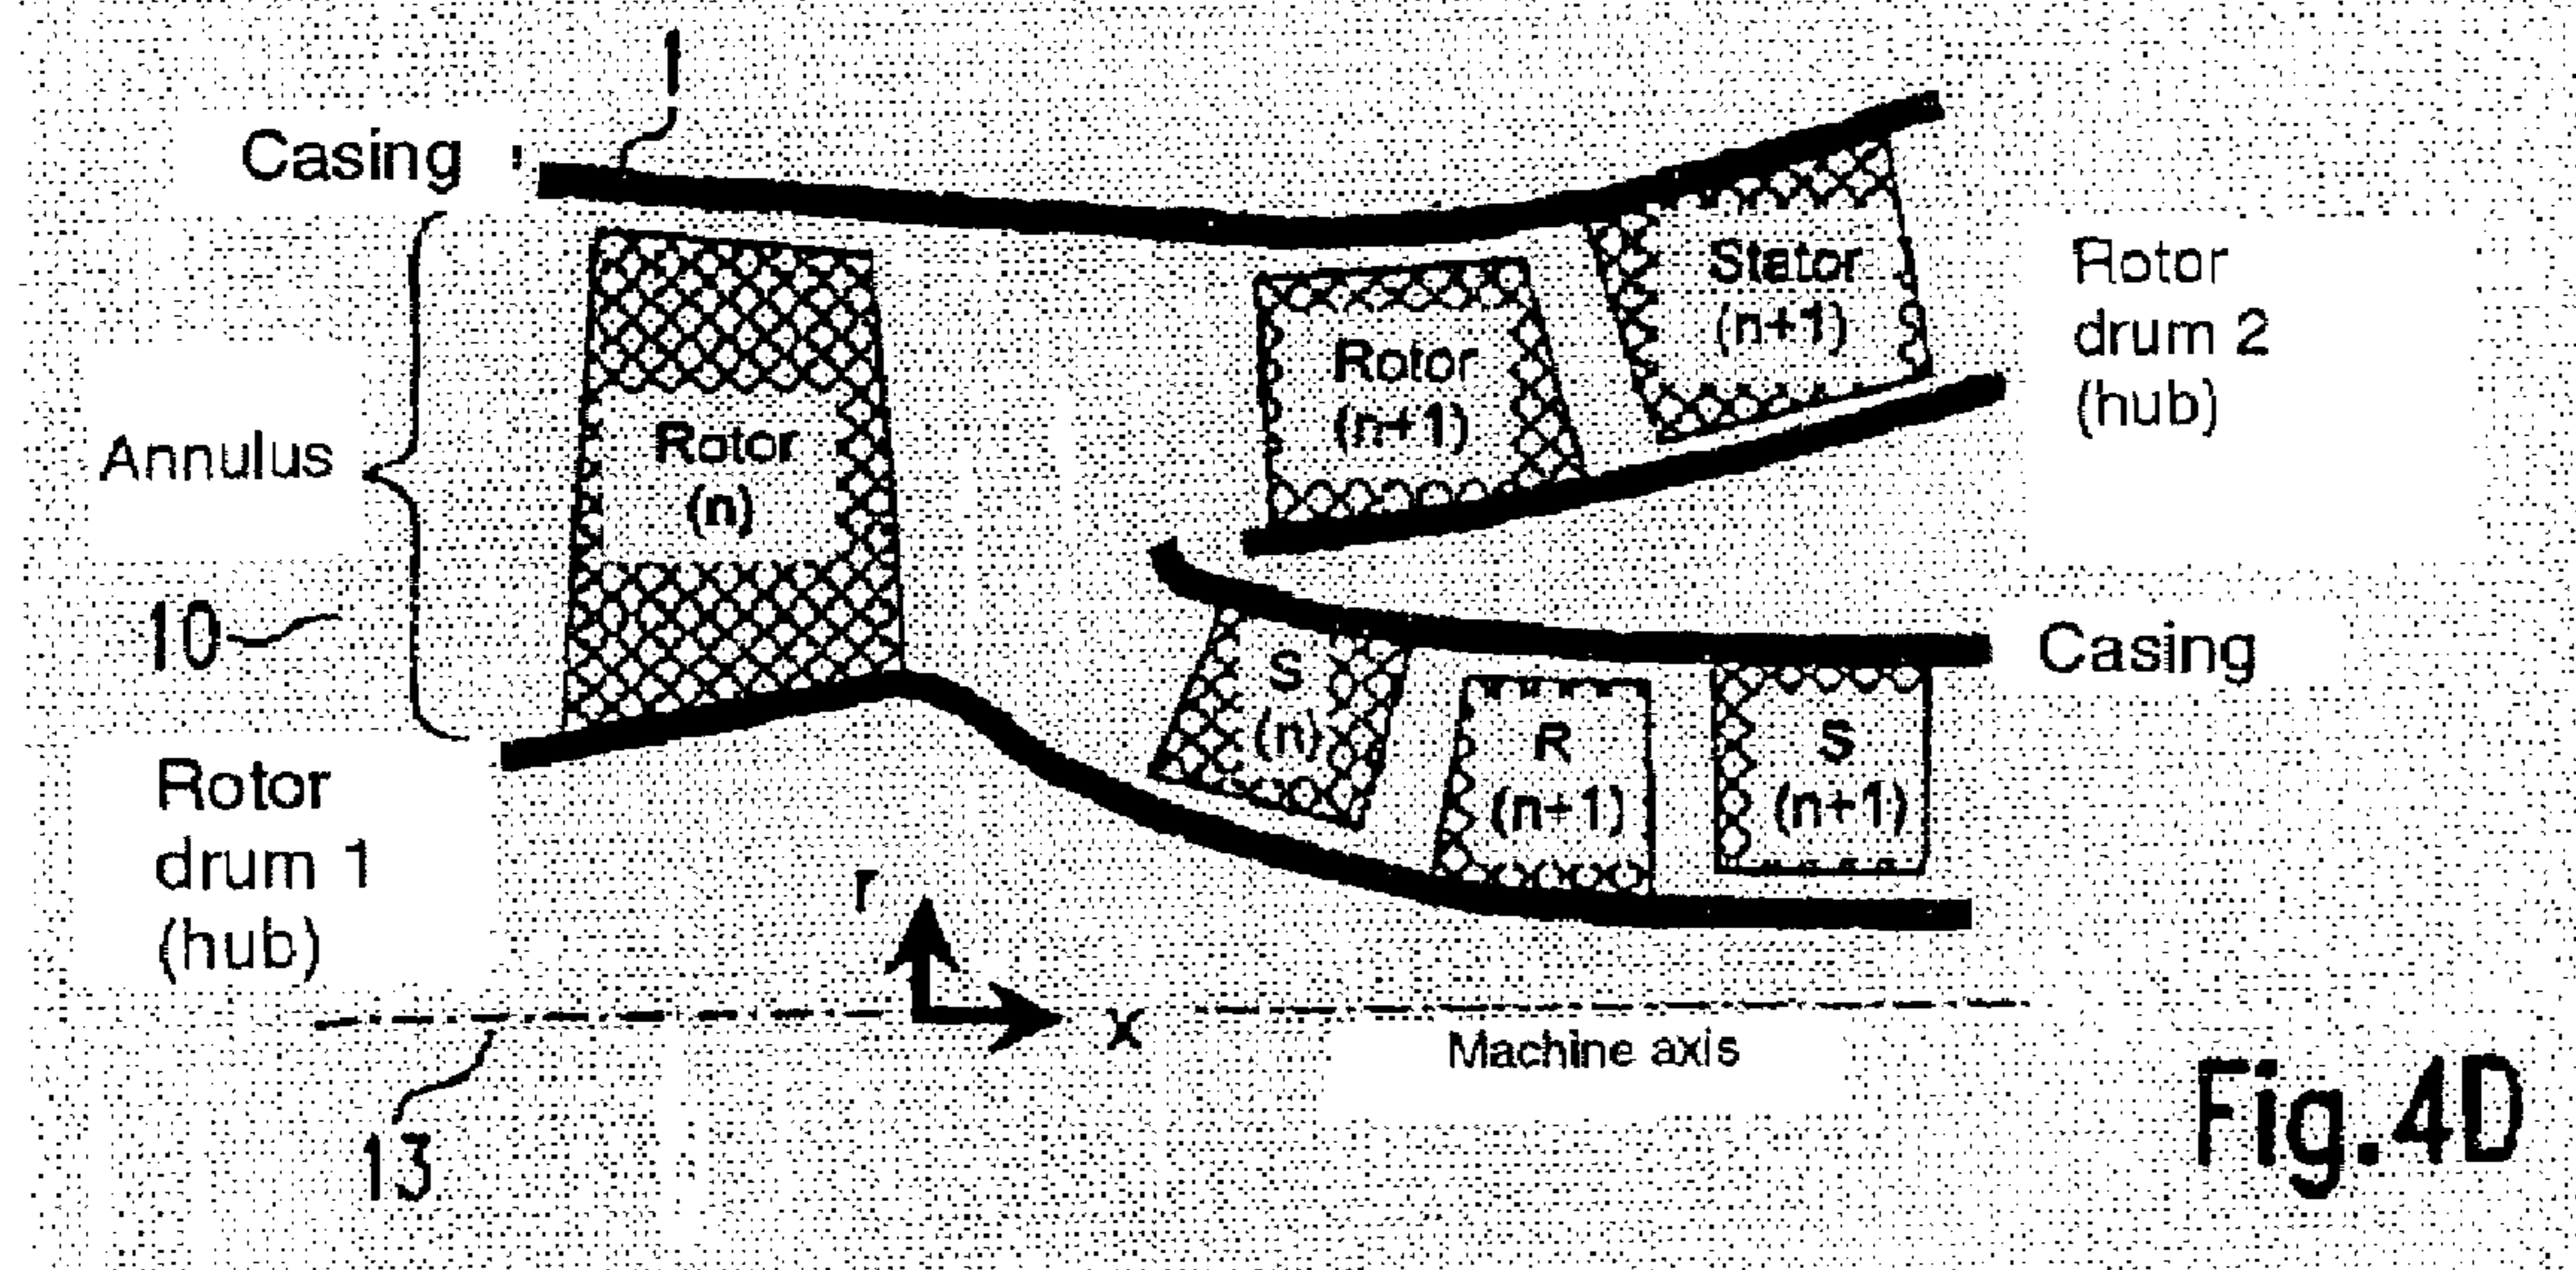 1
Casing
Annulus
10
Rotor
drum 1
(hub)
Rotor
(n)
Rotor
(n+1)
Stator
(n+1)
Rotor
drum 2
(hub)
Casing
S
(n)
R
(n+1)
S
(n+1)
r
x
Machine axis
13
Fig.4D